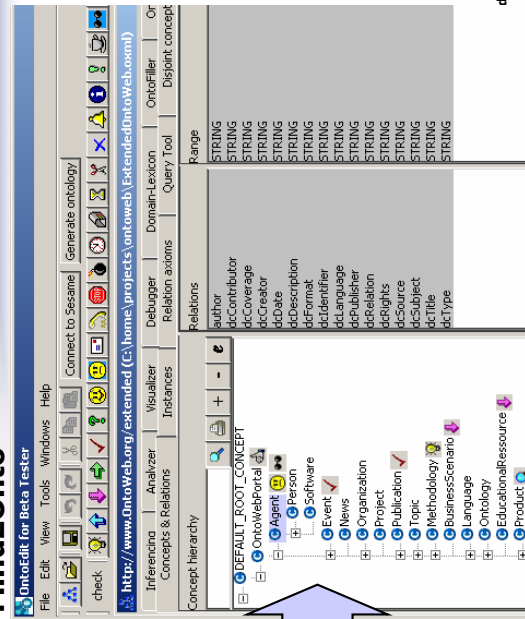 OntoEdit for Beta Tester
File Edit View Tools Windows Help
Connect to Sesame Generate ontology
check
http://www.OntoWeb.org/extended (C:\home\projects\ontoweb\ExtendedOntoWeb.oxml)
Inferencing Analyzer Visualizer Debugger Domain-Lexicon OntoFiller
Concepts & Relations Instances Relation axioms Query Tool Disjoint concept
Concept hierarchy Relations Range
DEFAULT_ROOT_CONCEPT
OntoWebPortal
Agent
Person
Software
Event
News
Organization
Project
Publication
Topic
Methodology
BusinessScenario
Language
Ontology
EducationalRessource
Product
author STRING
dcContributor STRING
dcCoverage STRING
dcCreator STRING
dcDate STRING
dcDescription STRING
dcFormat STRING
dcIdentifier STRING
dcLanguage STRING
dcPublisher STRING
dcRelation STRING
dcRights STRING
dcSource STRING
dcSubject STRING
dcTitle STRING
dcType STRING